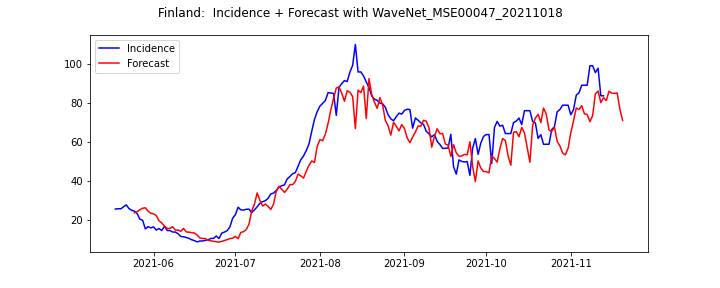 Finland:  Incidence + Forecast with WaveNet_MSE00047_20211018
Incidence
Forecast
100
80
60
40
20
2021-06 2021-07 2021-08 2021-09 2021-10 2021-11